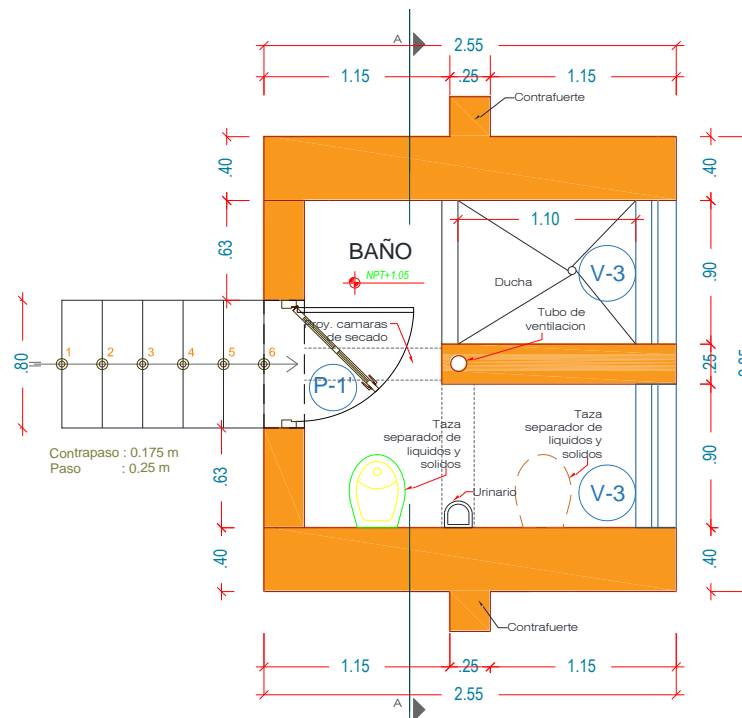 A
2.55
1.15
.25
1.15
Contrafuerte
.40
.40
1.10
.63
BAÑO
NPT+1.05
Ducha
V-3
.90
Proy. camaras
de secado
Tubo de
ventilacion
.80
1
2
3
4
5
6
P-1'
.25
Contrapaso : 0.175 m
Paso : 0.25 m
Taza
separador de
liquidos y
solidos
Taza
separador de
liquidos y
solidos
.63
Urinario
V-3
.90
.40
.40
Contrafuerte
1.15
.25
1.15
2.55
A